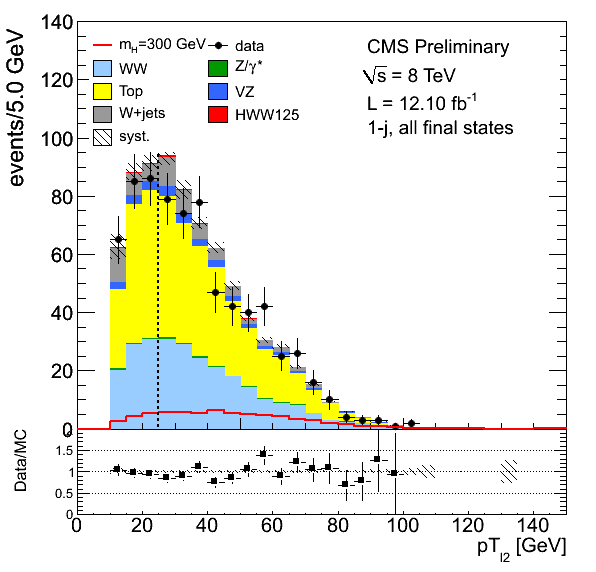 140
120
100
80
60
40
20
0
events/5.0 GeV
m_H=300 GeV
data
WW
Z/γ*
Top
VZ
W+jets
HWW125
syst.
CMS Preliminary
√s = 8 TeV
L = 12.10 fb⁻¹
1-j, all final states
Data/MC
1.5
1
0.5
0
0 20 40 60 80 100 120 140
pT_l2 [GeV]